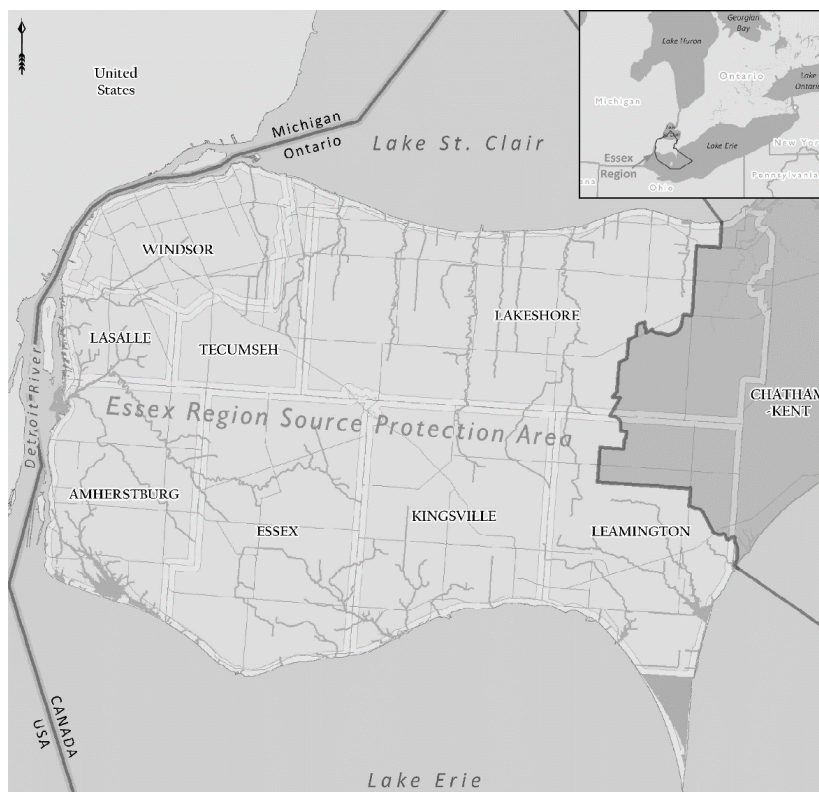 United
States
Michigan
Ontario
Lake St. Clair
WINDSOR
LASALLE
TECUMSEH
LAKESHORE
Detroit River
Essex Region Source Protection Area
CHATHAM
-KENT
AMHERSTBURG
ESSEX
KINGSVILLE
LEAMINGTON
CANADA
USA
Lake Erie
Georgian
Bay
Lake Huron
Ontario
Lake
Ontario
Michigan
Lake Erie
New York
Essex
Region
Ohio
Pennsylvania